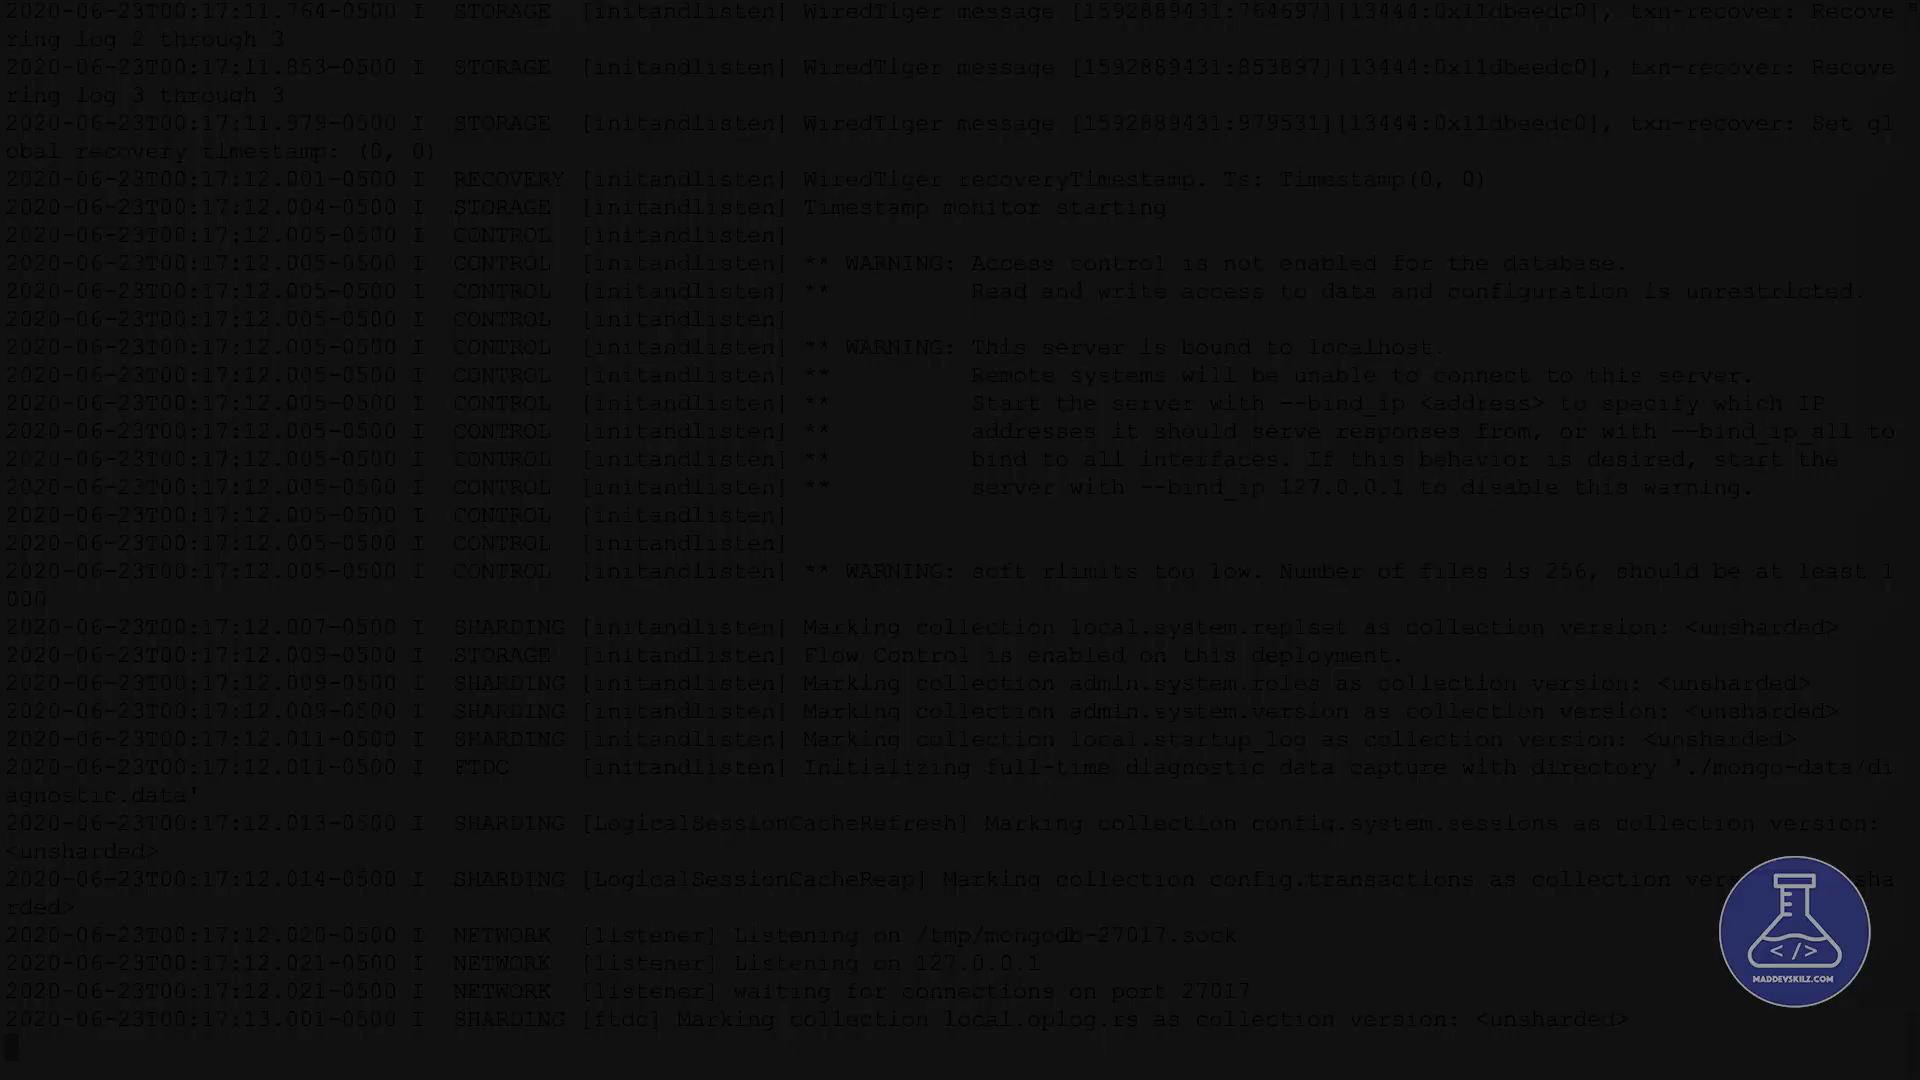 2020-06-23T00:17:11.764-0500 I  STORAGE  [initandlisten] WiredTiger message [1592889431:764697][13444:0x11dbeedc0], txn-recover: Recove
ring log 2 through 3
2020-06-23T00:17:11.853-0500 I  STORAGE  [initandlisten] WiredTiger message [1592889431:853897][13444:0x11dbeedc0], txn-recover: Recove
ring log 3 through 3
2020-06-23T00:17:11.979-0500 I  STORAGE  [initandlisten] WiredTiger message [1592889431:979531][13444:0x11dbeedc0], txn-recover: Set gl
obal recovery timestamp: (0, 0)
2020-06-23T00:17:12.001-0500 I  RECOVERY [initandlisten] WiredTiger recoveryTimestamp. Ts: Timestamp(0, 0)
2020-06-23T00:17:12.004-0500 I  STORAGE  [initandlisten] Timestamp monitor starting
2020-06-23T00:17:12.005-0500 I  CONTROL  [initandlisten]
2020-06-23T00:17:12.005-0500 I  CONTROL  [initandlisten] ** WARNING: Access control is not enabled for the database.
2020-06-23T00:17:12.005-0500 I  CONTROL  [initandlisten] **          Read and write access to data and configuration is unrestricted.
2020-06-23T00:17:12.005-0500 I  CONTROL  [initandlisten]
2020-06-23T00:17:12.005-0500 I  CONTROL  [initandlisten] ** WARNING: This server is bound to localhost.
2020-06-23T00:17:12.005-0500 I  CONTROL  [initandlisten] **          Remote systems will be unable to connect to this server.
2020-06-23T00:17:12.005-0500 I  CONTROL  [initandlisten] **          Start the server with --bind_ip <address> to specify which IP
2020-06-23T00:17:12.005-0500 I  CONTROL  [initandlisten] **          addresses it should serve responses from, or with --bind_ip_all to
2020-06-23T00:17:12.005-0500 I  CONTROL  [initandlisten] **          bind to all interfaces. If this behavior is desired, start the
2020-06-23T00:17:12.005-0500 I  CONTROL  [initandlisten] **          server with --bind_ip 127.0.0.1 to disable this warning.
2020-06-23T00:17:12.005-0500 I  CONTROL  [initandlisten]
2020-06-23T00:17:12.005-0500 I  CONTROL  [initandlisten]
2020-06-23T00:17:12.005-0500 I  CONTROL  [initandlisten] ** WARNING: soft rlimits too low. Number of files is 256, should be at least 1
000
2020-06-23T00:17:12.007-0500 I  SHARDING [initandlisten] Marking collection local.system.replset as collection version: <unsharded>
2020-06-23T00:17:12.009-0500 I  STORAGE  [initandlisten] Flow Control is enabled on this deployment.
2020-06-23T00:17:12.009-0500 I  SHARDING [initandlisten] Marking collection admin.system.roles as collection version: <unsharded>
2020-06-23T00:17:12.009-0500 I  SHARDING [initandlisten] Marking collection admin.system.version as collection version: <unsharded>
2020-06-23T00:17:12.011-0500 I  SHARDING [initandlisten] Marking collection local.startup_log as collection version: <unsharded>
2020-06-23T00:17:12.011-0500 I  FTDC     [initandlisten] Initializing full-time diagnostic data capture with directory './mongo-data/di
agnostic.data'
2020-06-23T00:17:12.013-0500 I  SHARDING [LogicalSessionCacheRefresh] Marking collection config.system.sessions as collection version:
<unsharded>
2020-06-23T00:17:12.014-0500 I  SHARDING [LogicalSessionCacheReap] Marking collection config.transactions as collection ver sha
rded>
2020-06-23T00:17:12.020-0500 I  NETWORK  [listener] Listening on /tmp/mongodb-27017.sock
2020-06-23T00:17:12.021-0500 I  NETWORK  [listener] Listening on 127.0.0.1
2020-06-23T00:17:12.021-0500 I  NETWORK  [listener] waiting for connections on port 27017
2020-06-23T00:17:13.001-0500 I  SHARDING [ftdc] Marking collection local.oplog.rs as collection version: <unsharded>
</>
MADDEVSKILZ.COM